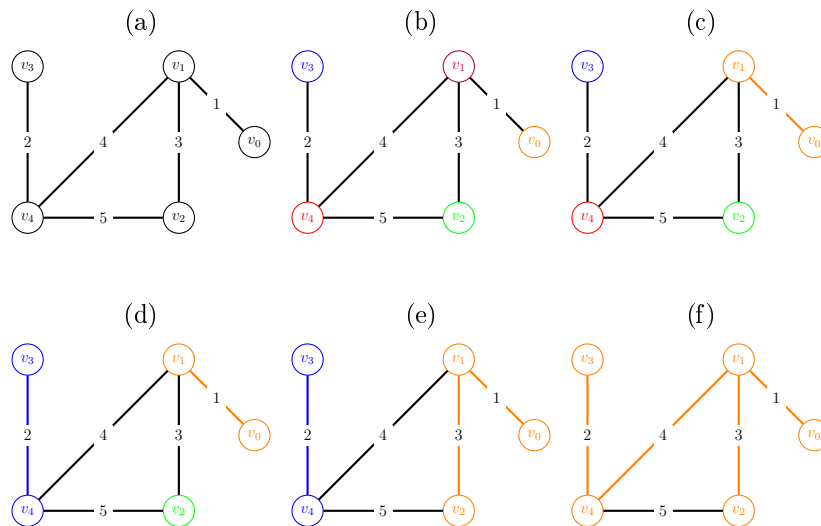 (a) (b) (c)
v₃ v₁ v₃ v₁ v₃ v₁
1 1 1
2 4 3 v₀ 2 4 3 v₀ 2 4 3 v₀
v₄ 5 v₂ v₄ 5 v₂ v₄ 5 v₂
(d) (e) (f)
v₃ v₁ v₃ v₁ v₃ v₁
1 1 1
2 4 3 v₀ 2 4 3 v₀ 2 4 3 v₀
v₄ 5 v₂ v₄ 5 v₂ v₄ 5 v₂